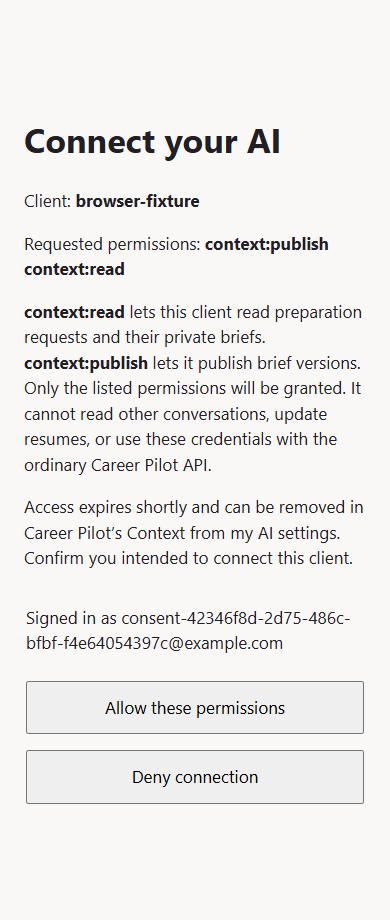 Connect your AI
Client: browser-fixture
Requested permissions: context:publish
context:read
context:read lets this client read preparation
requests and their private briefs.
context:publish lets it publish brief versions.
Only the listed permissions will be granted. It
cannot read other conversations, update
resumes, or use these credentials with the
ordinary Career Pilot API.
Access expires shortly and can be removed in
Career Pilot’s Context from my AI settings.
Confirm you intended to connect this client.
Signed in as consent-42346f8d-2d75-486c-
bfbf-f4e64054397c@example.com
Allow these permissions
Deny connection